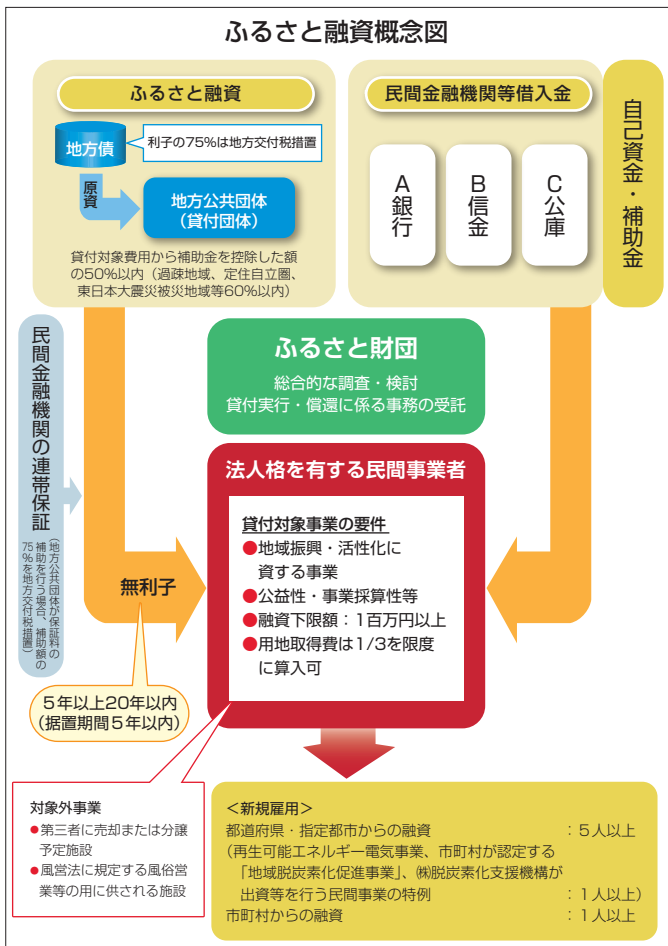 ふるさと融資概念図
ふるさと融資
地方債
利子の75%は地方交付税措置
原資
地方公共団体
(貸付団体)
貸付対象費用から補助金を控除した額
の50%以内(過疎地域、定住自立圏、
東日本大震災被災地域等60%以内)
民間金融機関等借入金
A銀行
B信金
C公庫
自己資金・補助金
ふるさと財団
総合的な調査・検討
貸付実行・償還に係る事務の受託
民間金融機関の連帯保証
(地方公共団体が保証料の
補助を行う場合、補助額の
75%を地方交付税措置)
無利子
5年以上20年以内
(据置期間5年以内)
法人格を有する民間事業者
貸付対象事業の要件
●地域振興・活性化に
資する事業
●公益性・事業採算性等
●融資下限額:1百万円以上
●用地取得費は1/3を限度
に算入可
対象外事業
●第三者に売却または分譲
予定施設
●風営法に規定する風俗営
業等の用に供される施設
<新規雇用>
都道府県・指定都市からの融資 :5人以上
(再生可能エネルギー電気事業、市町村が認定する
「地域脱炭素化促進事業」、㈱脱炭素化支援機構が
出資等を行う民間事業の特例 :1人以上)
市町村からの融資 :1人以上